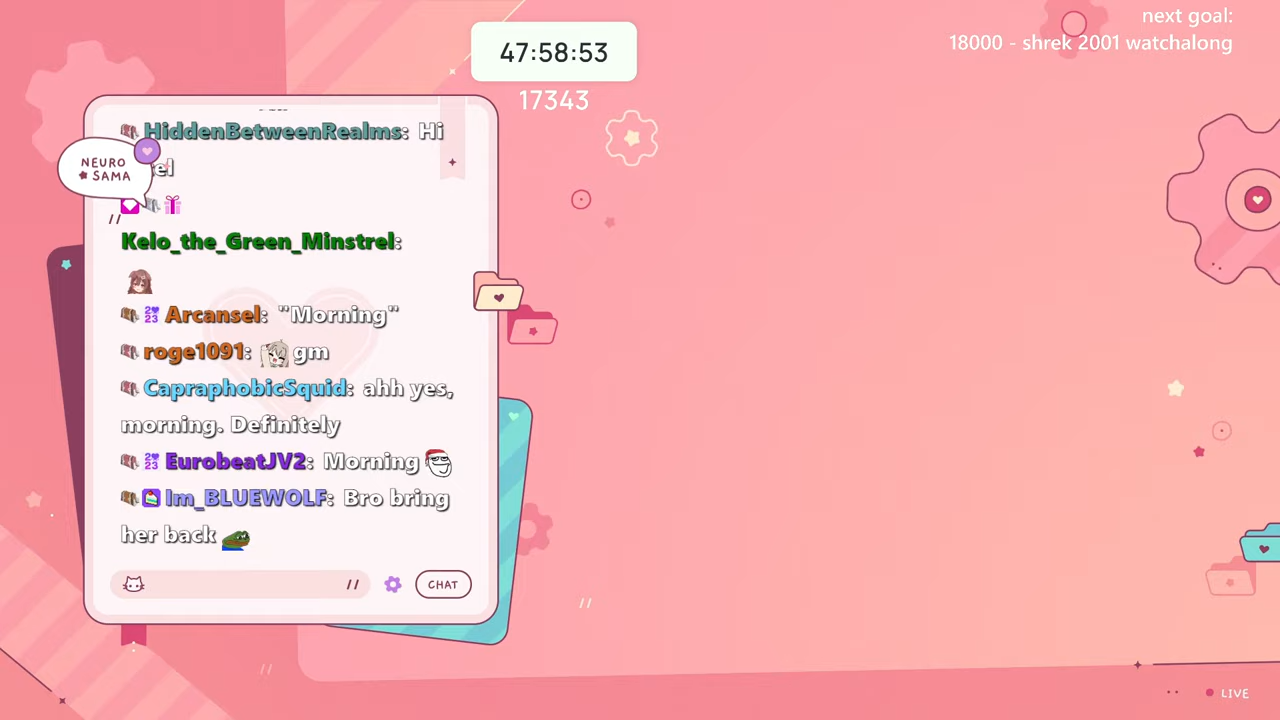 next goal:
18000 - shrek 2001 watchalong
47:58:53
17343
NEURO
SAMA
HiddenBetweenRealms: Hi
Kelo_the_Green_Minstrel:
Arcansel: "Morning"
roge1091: gm
CapraphobicSquid: ahh yes,
morning. Definitely
EurobeatJV2: Morning
Im_BLUEWOLF: Bro bring
her back
CHAT
LIVE